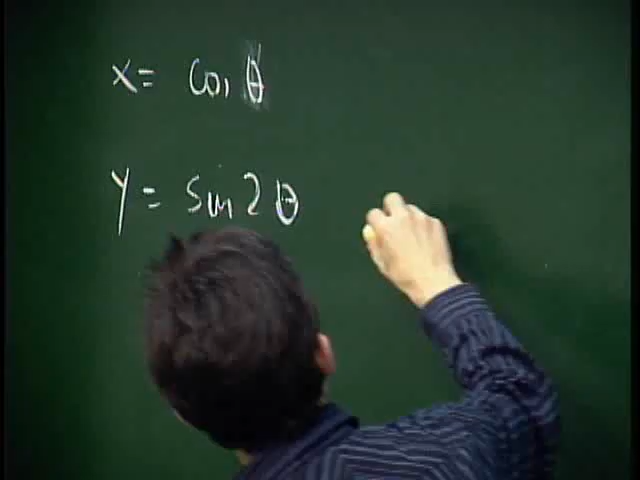 x = cos θ
y = sin 2 θ